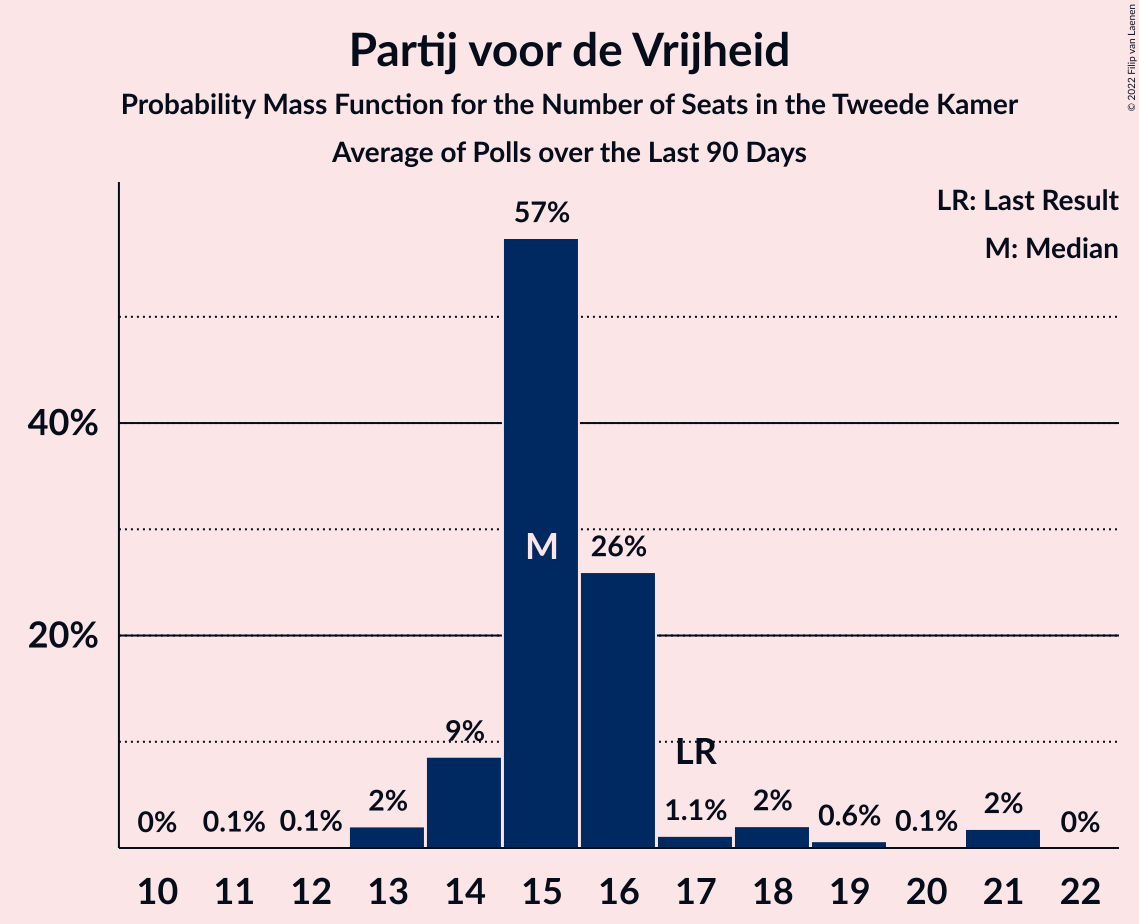 Partij voor de Vrijheid
Probability Mass Function for the Number of Seats in the Tweede Kamer
Average of Polls over the Last 90 Days
© 2022 Filip van Laenen
LR: Last Result
M: Median
57%
40%
M
26%
20%
9%
LR
0%
0.1%
0.1%
2%
1.1%
2%
0.6%
0.1%
2%
0%
10 11 12 13 14 15 16 17 18 19 20 21 22